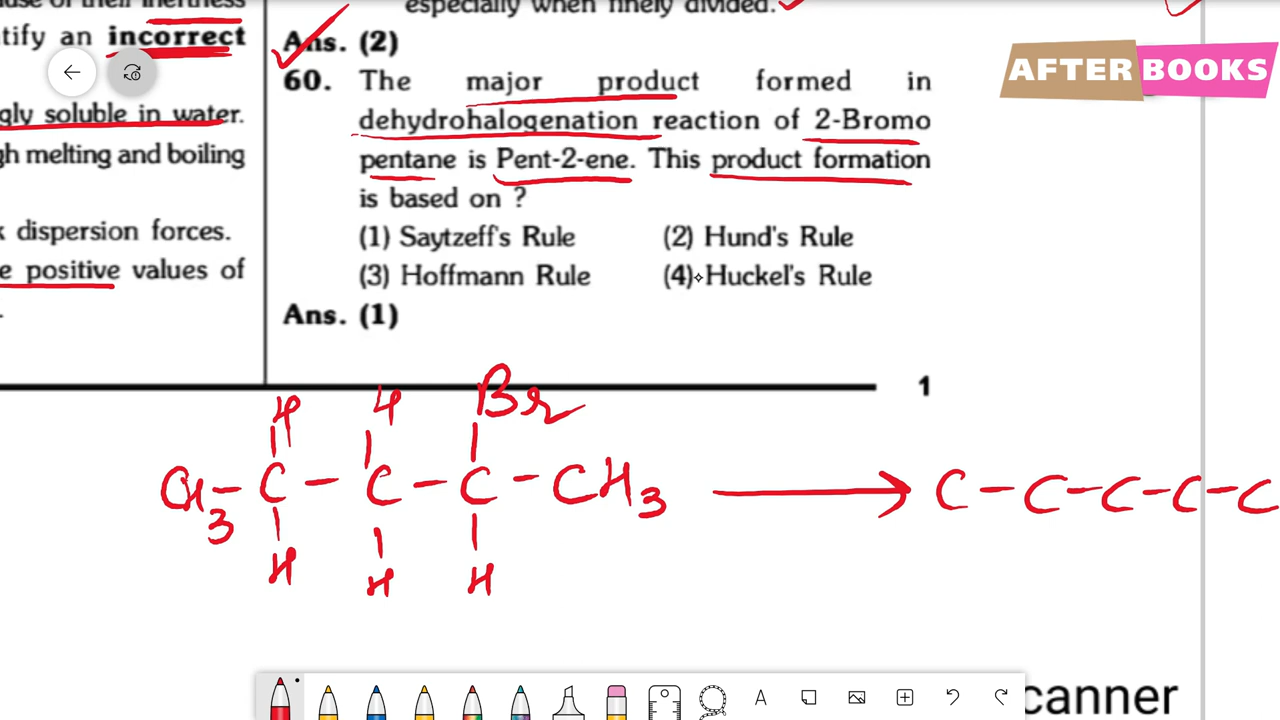 especially when finely divided.
tify an incorrect
Ans. (2)
gly soluble in water.
gh melting and boiling
dispersion forces.
e positive values of
60. The major product formed in
dehydrohalogenation reaction of 2-Bromo
pentane is Pent-2-ene. This product formation
is based on ?
(1) Saytzeff's Rule (2) Hund's Rule
(3) Hoffmann Rule (4) Huckel's Rule
Ans. (1)
1
AFTERBOOKS
H H Br
CH3 - C - C - C - CH3 → C - C - C - C - C
H H H
A
canner